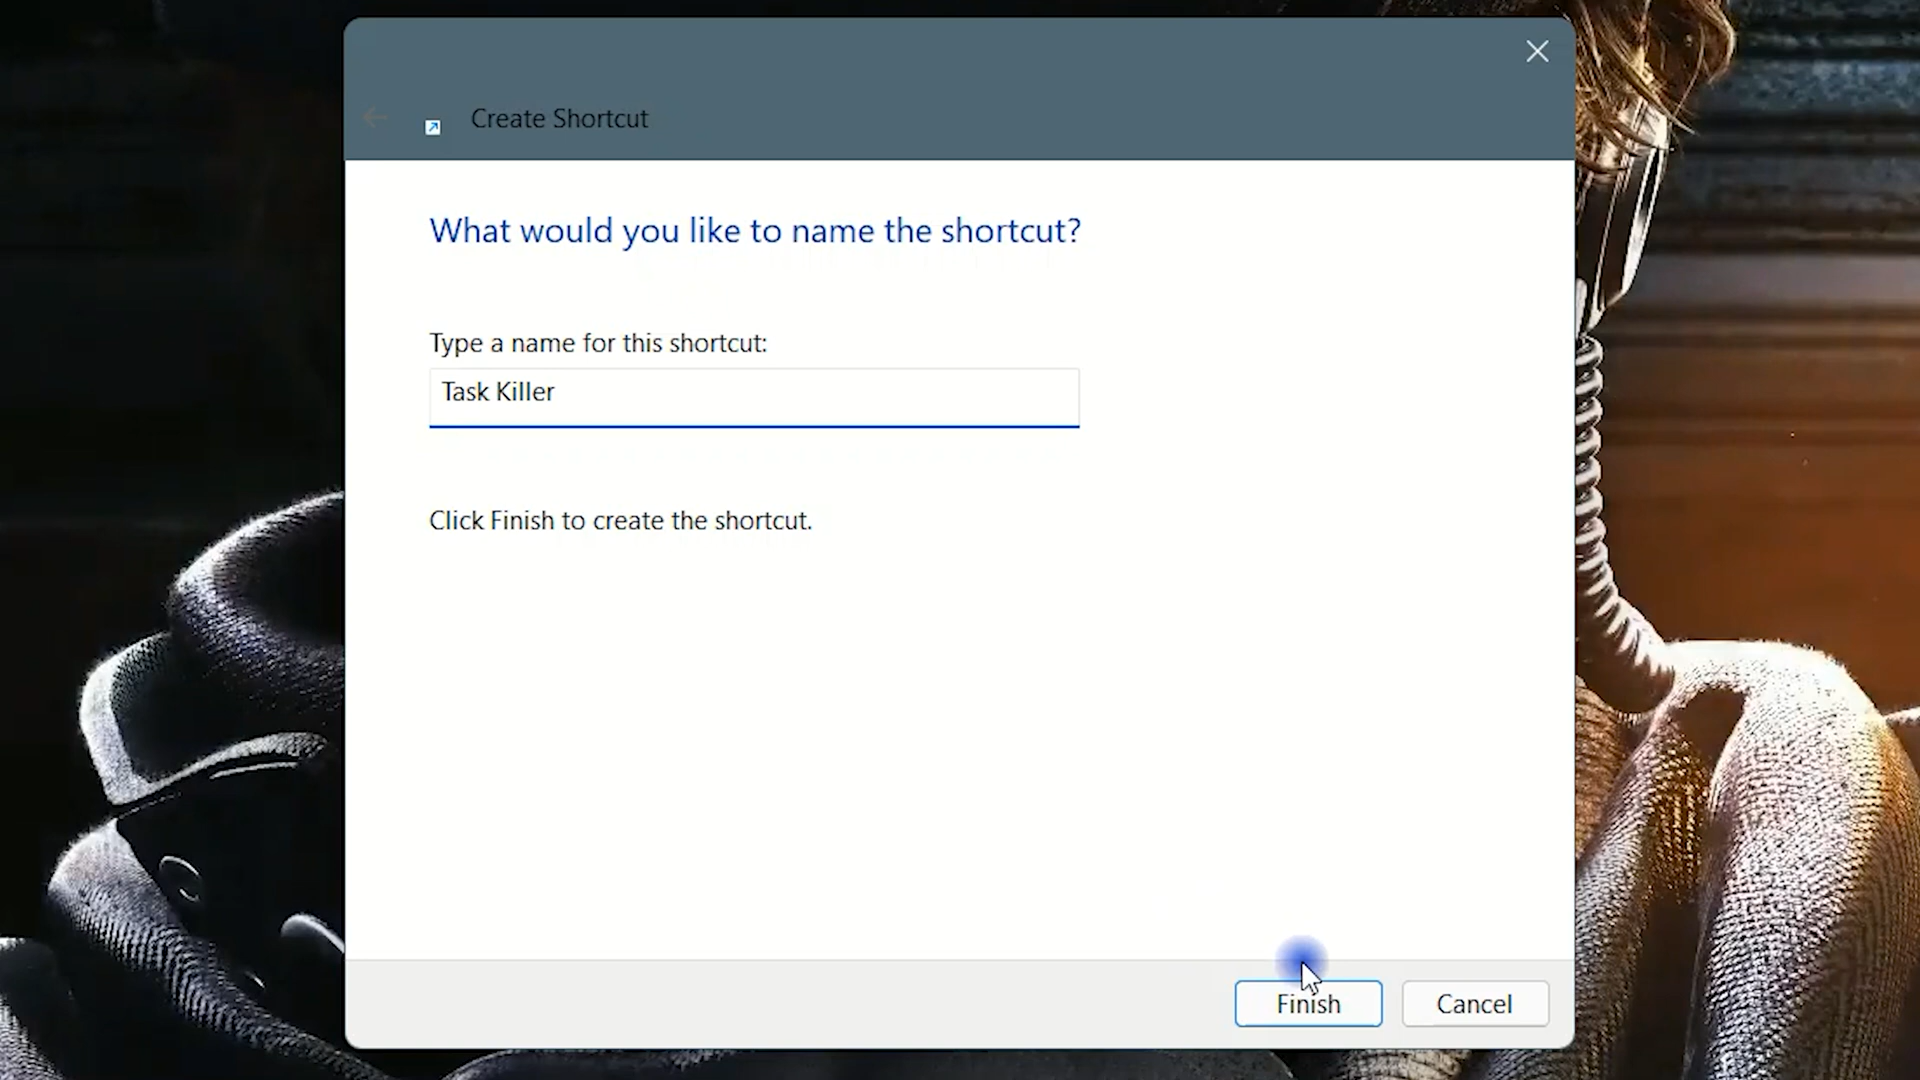 Create Shortcut
What would you like to name the shortcut?
Type a name for this shortcut:
Task Killer
Click Finish to create the shortcut.
Finish Cancel